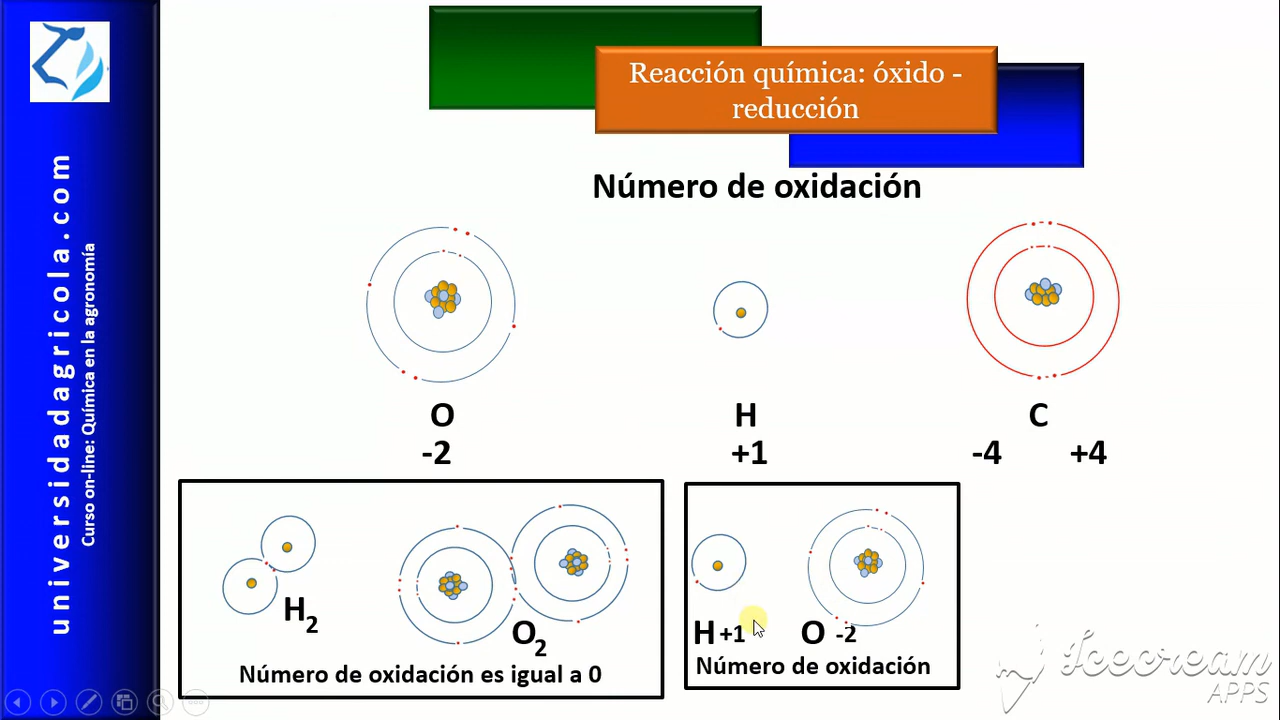 universidadagricola.com
Curso on-line: Química en la agronomía
Reacción química: óxido -
reducción
Número de oxidación
O
H
C
-2
+1
-4 +4
H2
O2
Número de oxidación es igual a 0
H +1 O -2
Número de oxidación
Icecream
APPS